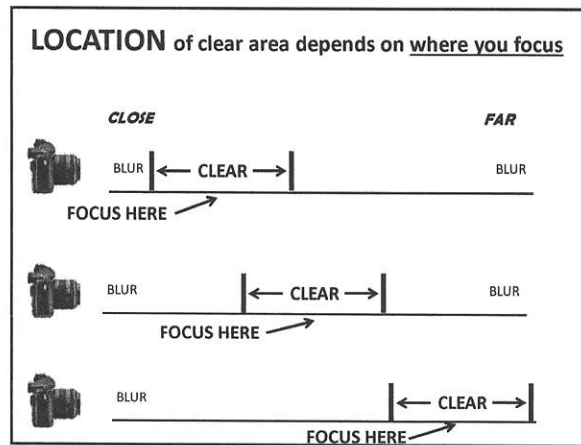 LOCATION of clear area depends on where you focus
CLOSE FAR
BLUR CLEAR BLUR
FOCUS HERE
BLUR CLEAR BLUR
FOCUS HERE
BLUR CLEAR
FOCUS HERE